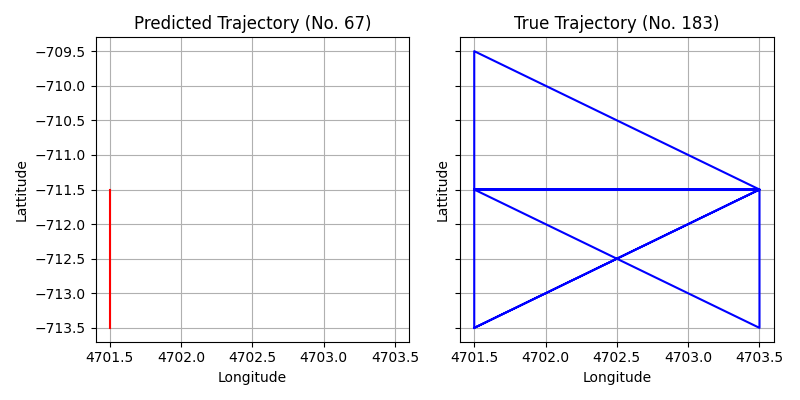 Predicted Trajectory (No. 67)
True Trajectory (No. 183)
−709.5
−710.0
−710.5
−711.0
−711.5
−712.0
−712.5
−713.0
−713.5
Lattitude
Lattitude
4701.5 4702.0 4702.5 4703.0 4703.5
4701.5 4702.0 4702.5 4703.0 4703.5
Longitude
Longitude